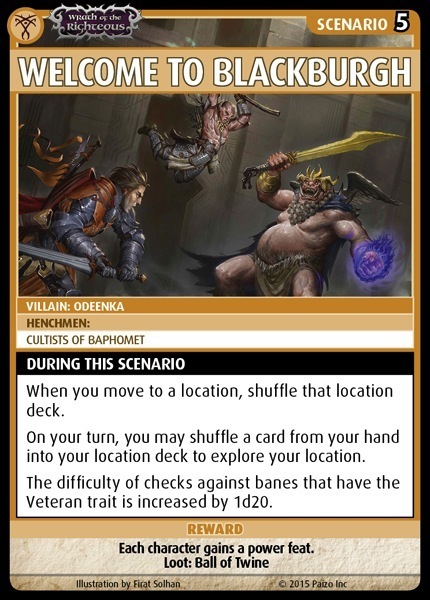 Wrath of the
Righteous
SCENARIO 5
WELCOME TO BLACKBURGH
VILLAIN: ODEENKA
HENCHMEN:
CULTISTS OF BAPHOMET
DURING THIS SCENARIO
When you move to a location, shuffle that location
deck.
On your turn, you may shuffle a card from your hand
into your location deck to explore your location.
The difficulty of checks against banes that have the
Veteran trait is increased by 1d20.
REWARD
Each character gains a power feat.
Loot: Ball of Twine
Illustration by Firat Solhan
© 2015 Paizo Inc